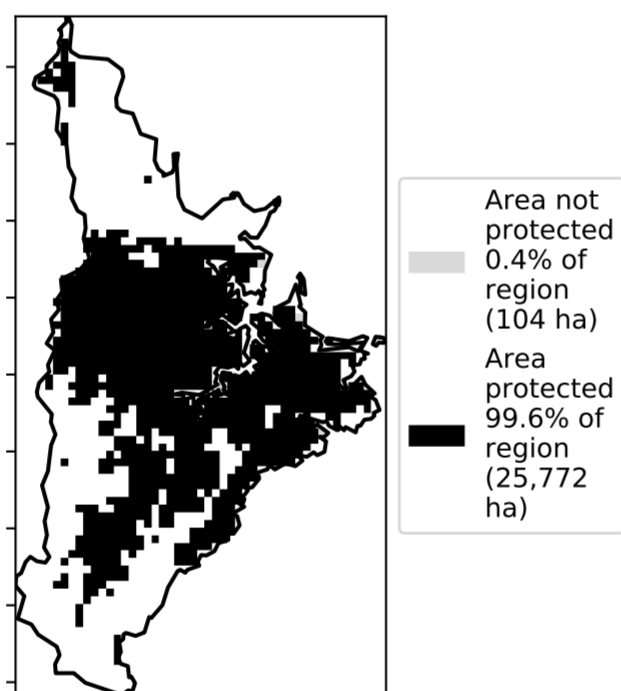 Area not
protected
0.4% of
region
(104 ha)
Area
protected
99.6% of
region
(25,772
ha)